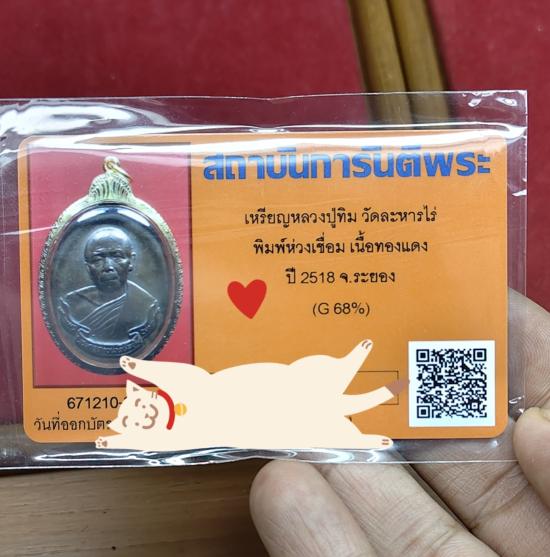 สถาบันการันตีพระ
เหรียญหลวงปู่ทิม วัดละหารไร่
พิมพ์ห่วงเชื่อม เนื้อทองแดง
ปี 2518 จ.ระยอง
(G 68%)
671210-
วันที่ออกบัตร